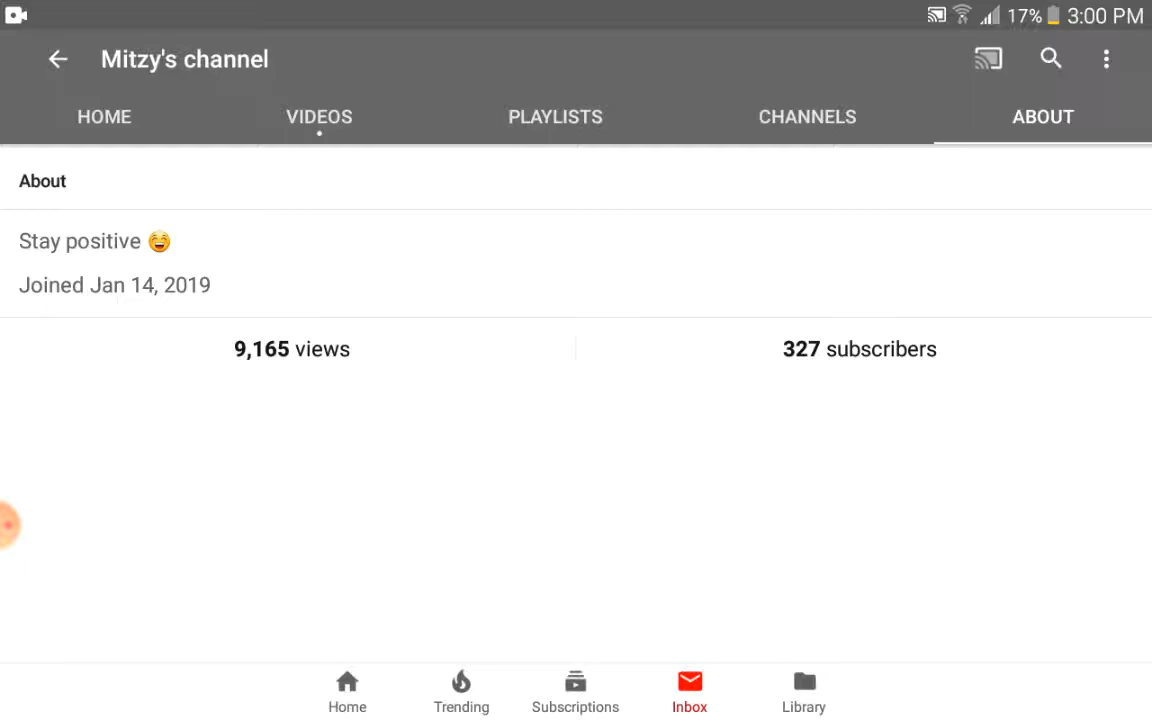 17% 3:00 PM
Mitzy's channel
HOME VIDEOS PLAYLISTS CHANNELS ABOUT
About
Stay positive 😁
Joined Jan 14, 2019
9,165 views 327 subscribers
Home Trending Subscriptions Inbox Library